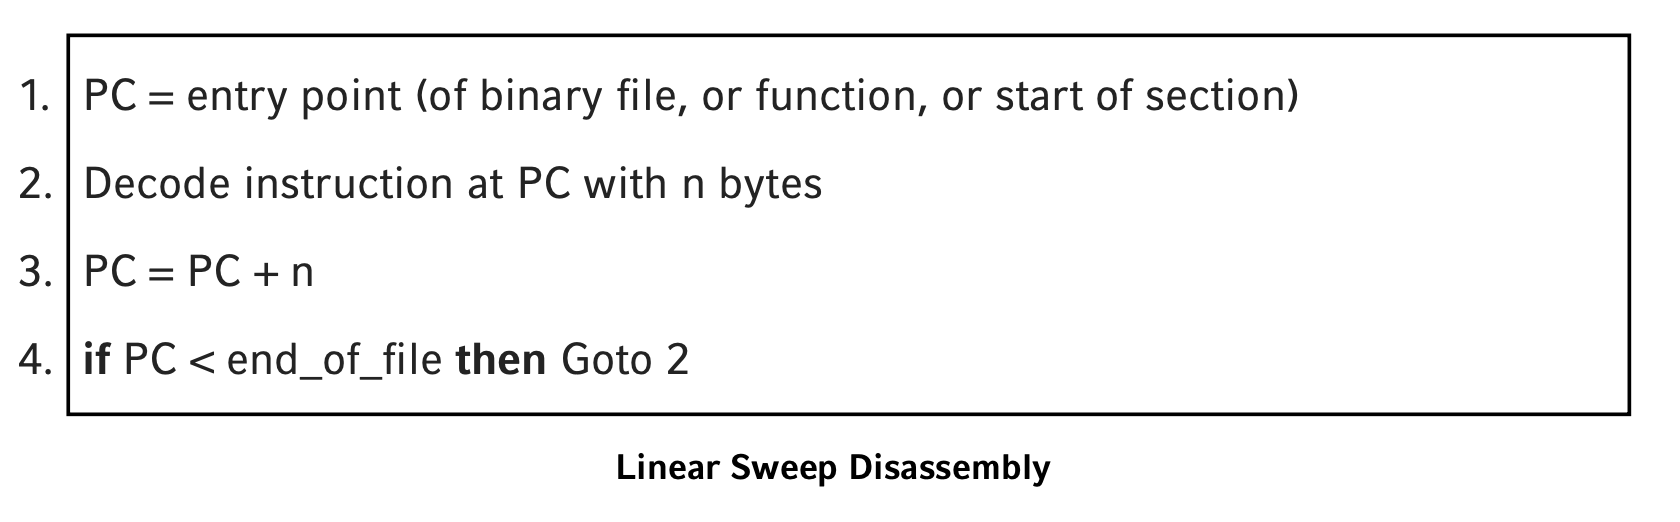 1. PC = entry point (of binary file, or function, or start of section)
2. Decode instruction at PC with n bytes
3. PC = PC + n
4. if PC < end_of_file then Goto 2
Linear Sweep Disassembly